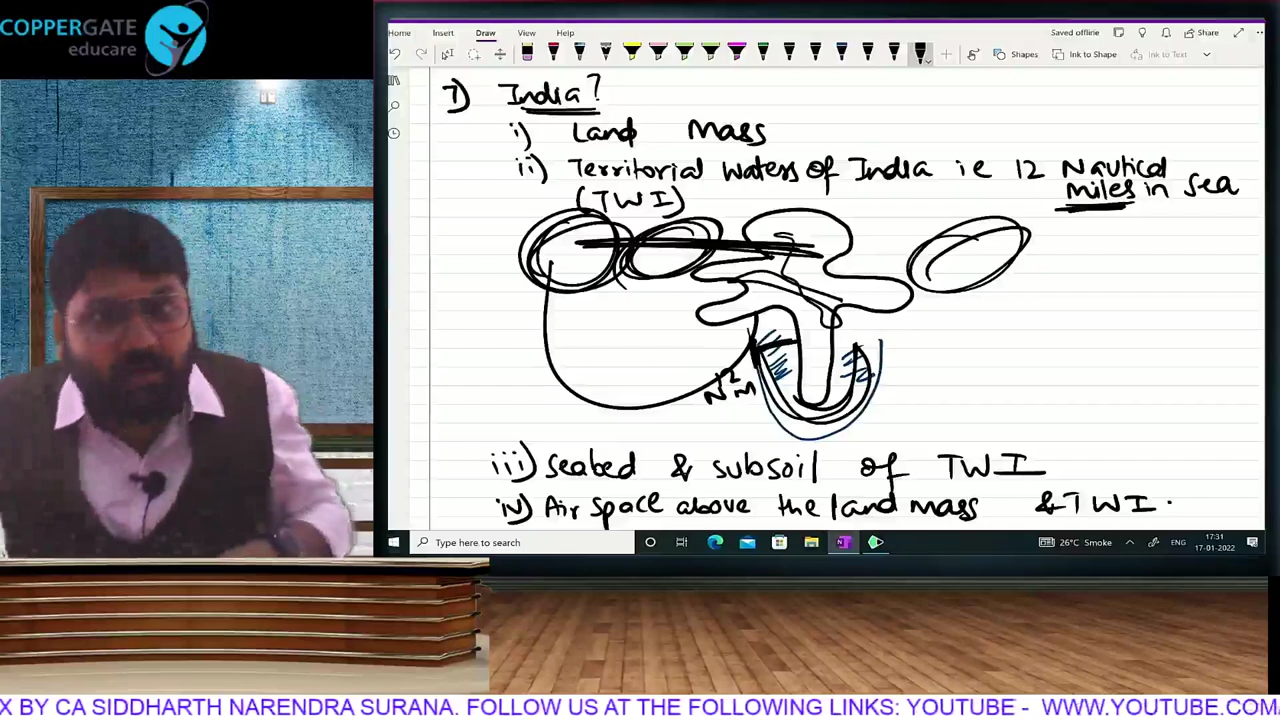 COPPERGATE
educare
Home Insert Draw View Help
Saved offline
Share
Shapes
Ink to Shape
Ink to Text
I) India?
i) Land Mass
ii) Territorial waters of India ie 12 Nautical miles in sea
(TWI)
12
NM
iii) Seabed & subsoil of TWI
iv) Air space above the land mass & TWI.
Type here to search
26°C Smoke
ENG
17:31
17-01-2022
X BY CA SIDDHARTH NARENDRA SURANA. FOLLOW US AT THE FOLLOWING LINKS: YOUTUBE - WWW.YOUTUBE.COM